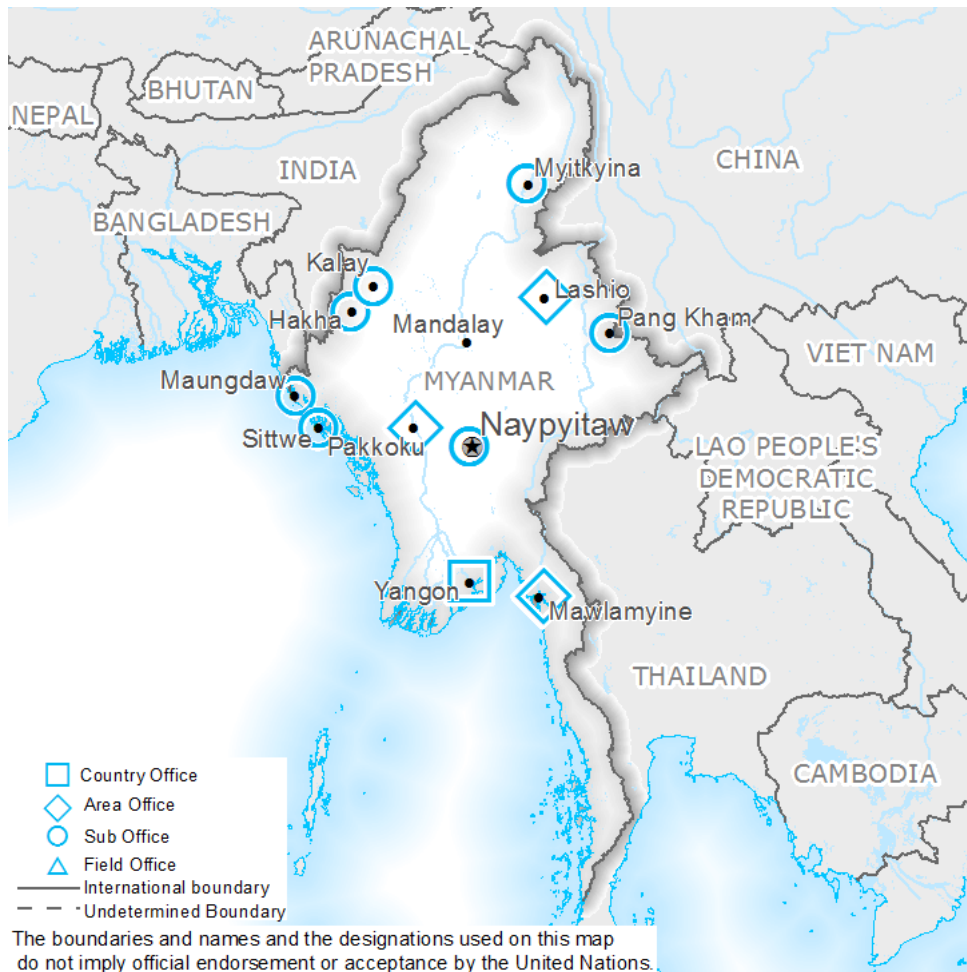 ARUNACHAL
PRADESH
BHUTAN
NEPAL
CHINA
INDIA
Myitkyina
BANGLADESH
Kalay
Lashio
Hakha
Mandalay
Pang Kham
VIET NAM
MYANMAR
Maungdaw
Naypyitaw
Sittwe
Pakkoku
LAO PEOPLE'S
DEMOCRATIC
REPUBLIC
Yangon
Mawlamyine
THAILAND
CAMBODIA
Country Office
Area Office
Sub Office
Field Office
International boundary
Undetermined Boundary
The boundaries and names and the designations used on this map
do not imply official endorsement or acceptance by the United Nations.